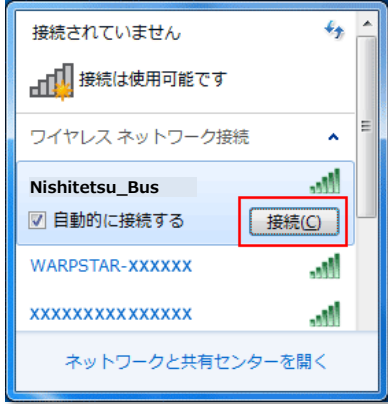 接続されていません
接続は使用可能です
ワイヤレス ネットワーク接続
Nishitetsu_Bus
自動的に接続する
接続(C)
WARPSTAR-XXXXXX
XXXXXXXXXXXXXXX
ネットワークと共有センターを開く